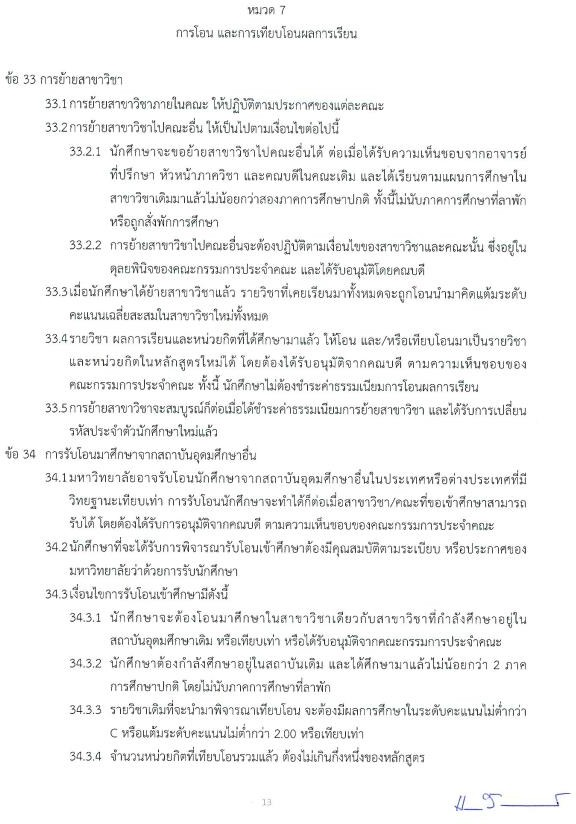 หมวด 7
การโอน และการเทียบโอนผลการเรียน
ข้อ 33 การย้ายสาขาวิชา
33.1 การย้ายสาขาวิชาภายในคณะ ให้ปฏิบัติตามประกาศของแต่ละคณะ
33.2 การย้ายสาขาวิชาไปคณะอื่น ให้เป็นไปตามเงื่อนไขต่อไปนี้
33.2.1 นักศึกษาจะขอย้ายสาขาวิชาไปคณะอื่นได้ ต่อเมื่อได้รับความเห็นชอบจากอาจารย์
ที่ปรึกษา หัวหน้าภาควิชา และคณบดีในคณะเดิม และได้เรียนตามแผนการศึกษาใน
สาขาวิชาเดิมมาแล้วไม่น้อยกว่าสองภาคการศึกษาปกติ ทั้งนี้ไม่นับภาคการศึกษาที่ลาพัก
หรือถูกสั่งพักการศึกษา
33.2.2 การย้ายสาขาวิชาไปคณะอื่นจะต้องปฏิบัติตามเงื่อนไขของสาขาวิชาและคณะนั้น ซึ่งอยู่ใน
ดุลยพินิจของคณะกรรมการประจำคณะ และได้รับอนุมัติโดยคณบดี
33.3 เมื่อนักศึกษาได้ย้ายสาขาวิชาแล้ว รายวิชาที่เคยเรียนมาทั้งหมดจะถูกโอนนำมาคิดแต้มระดับ
คะแนนเฉลี่ยสะสมในสาขาวิชาใหม่ทั้งหมด
33.4 รายวิชา ผลการเรียนและหน่วยกิตที่ได้ศึกษามาแล้ว ให้โอน และ/หรือเทียบโอนมาเป็นรายวิชา
และหน่วยกิตในหลักสูตรใหม่ได้ โดยต้องได้รับอนุมัติจากคณบดี ตามความเห็นชอบของ
คณะกรรมการประจำคณะ ทั้งนี้ นักศึกษาไม่ต้องชำระค่าธรรมเนียมการโอนผลการเรียน
33.5 การย้ายสาขาวิชาจะสมบูรณ์ก็ต่อเมื่อได้ชำระค่าธรรมเนียมการย้ายสาขาวิชา และได้รับการเปลี่ยน
รหัสประจำตัวนักศึกษาใหม่แล้ว
ข้อ 34 การรับโอนมาศึกษาจากสถาบันอุดมศึกษาอื่น
34.1 มหาวิทยาลัยอาจรับโอนนักศึกษาจากสถาบันอุดมศึกษาอื่นในประเทศหรือต่างประเทศที่มี
วิทยฐานะเทียบเท่า การรับโอนนักศึกษาจะทำได้ก็ต่อเมื่อสาขาวิชา/คณะที่ขอเข้าศึกษาสามารถ
รับได้ โดยต้องได้รับการอนุมัติจากคณบดี ตามความเห็นชอบของคณะกรรมการประจำคณะ
34.2 นักศึกษาที่จะได้รับการพิจารณารับโอนเข้าศึกษาต้องมีคุณสมบัติตามระเบียบ หรือประกาศของ
มหาวิทยาลัยว่าด้วยการรับนักศึกษา
34.3 เงื่อนไขการรับโอนเข้าศึกษามีดังนี้
34.3.1 นักศึกษาจะต้องโอนมาศึกษาในสาขาวิชาเดียวกับสาขาวิชาที่กำลังศึกษาอยู่ใน
สถาบันอุดมศึกษาเดิม หรือเทียบเท่า หรือได้รับอนุมัติจากคณะกรรมการประจำคณะ
34.3.2 นักศึกษาต้องกำลังศึกษาอยู่ในสถาบันเดิม และได้ศึกษามาแล้วไม่น้อยกว่า 2 ภาค
การศึกษาปกติ โดยไม่นับภาคการศึกษาที่ลาพัก
34.3.3 รายวิชาเดิมที่จะนำมาพิจารณาเทียบโอน จะต้องมีผลการศึกษาในระดับคะแนนไม่ต่ำกว่า
C หรือแต้มระดับคะแนนไม่ต่ำกว่า 2.00 หรือเทียบเท่า
34.3.4 จำนวนหน่วยกิตที่เทียบโอนรวมแล้ว ต้องไม่เกินกึ่งหนึ่งของหลักสูตร
13